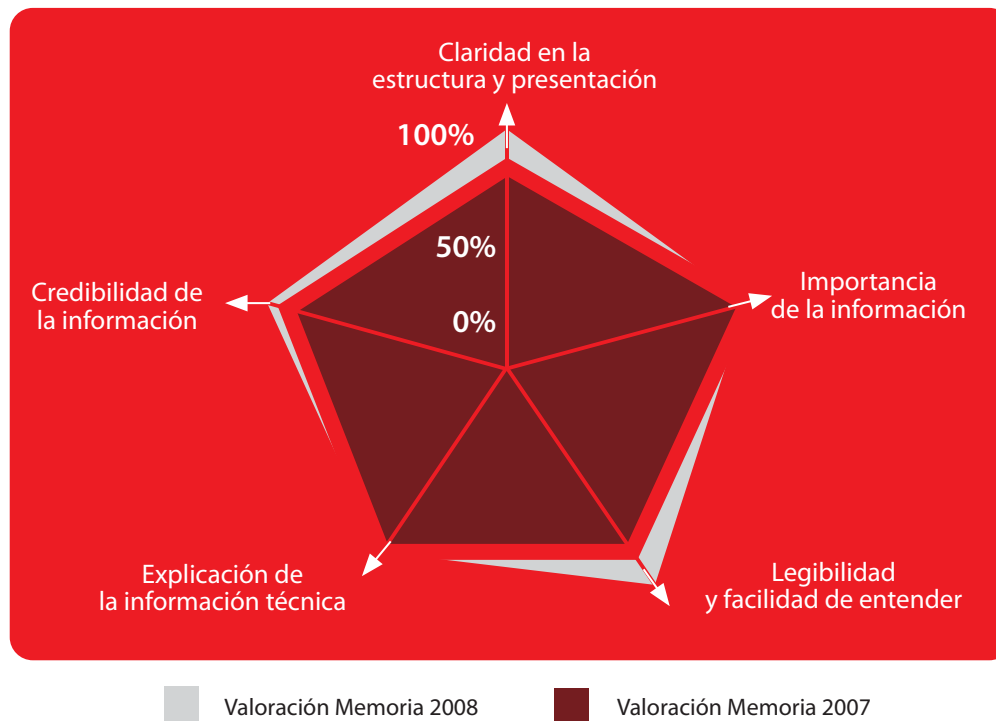 Claridad en la
estructura y presentación
100%
50%
0%
Credibilidad de
la información
Importancia
de la información
Explicación de
la información técnica
Legibilidad
y facilidad de entender
Valoración Memoria 2008
Valoración Memoria 2007